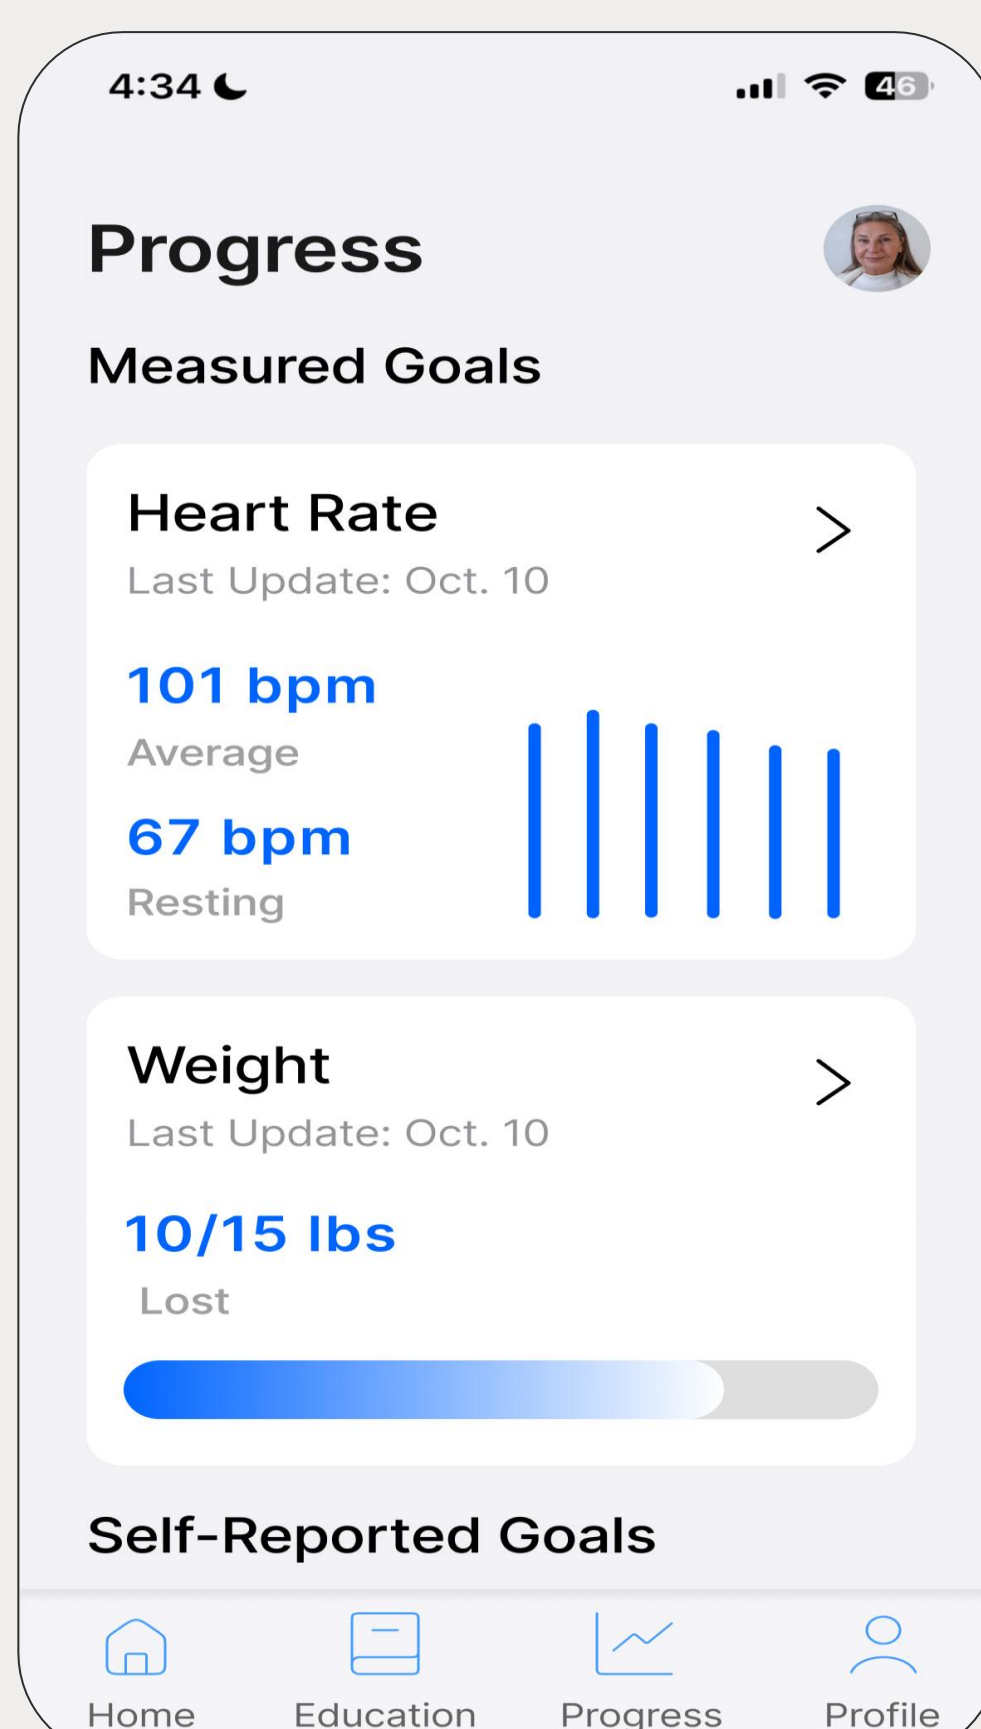 4:34
46
Progress
Measured Goals
Heart Rate
Last Update: Oct. 10
101 bpm
Average
67 bpm
Resting
Weight
Last Update: Oct. 10
10/15 lbs
Lost
Self-Reported Goals
Home Education Progress Profile